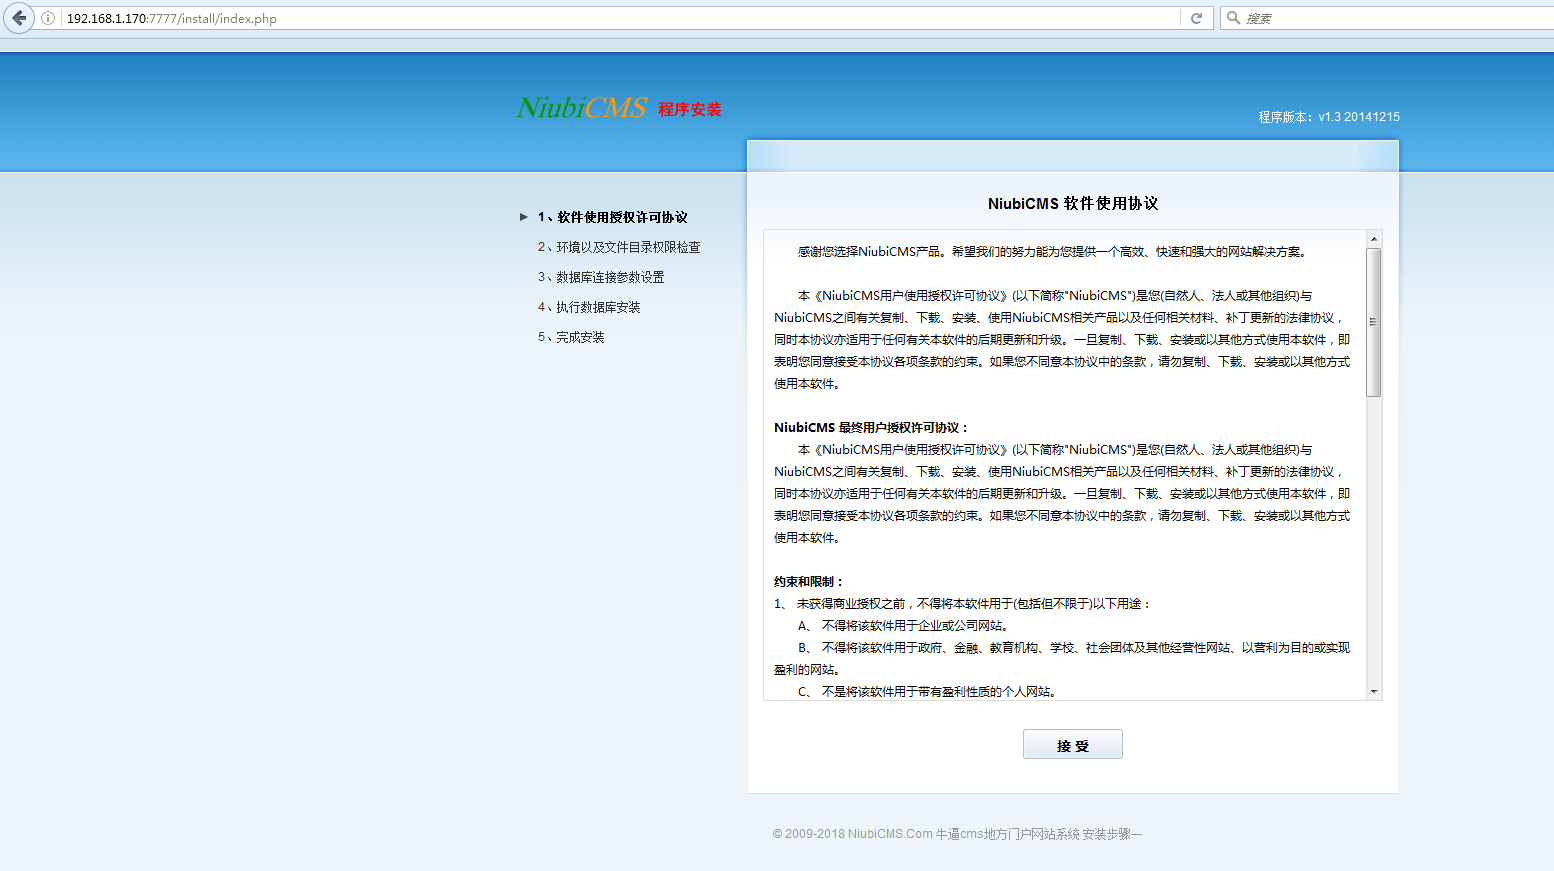 192.168.1.170:7777/install/index.php
搜索
NiubiCMS 程序安装
程序版本：v1.3 20141215
1、软件使用授权许可协议
2、环境以及文件目录权限检查
3、数据库连接参数设置
4、执行数据库安装
5、完成安装
NiubiCMS 软件使用协议
感谢您选择NiubiCMS产品。希望我们的努力能为您提供一个高效、快速和强大的网站解决方案。
本《NiubiCMS用户使用授权许可协议》(以下简称"NiubiCMS")是您(自然人、法人或其他组织)与
NiubiCMS之间有关复制、下载、安装、使用NiubiCMS相关产品以及任何相关材料、补丁更新的法律协议，
同时本协议亦适用于任何有关本软件的后期更新和升级。一旦复制、下载、安装或以其他方式使用本软件，即
表明您同意接受本协议各项条款的约束。如果您不同意本协议中的条款，请勿复制、下载、安装或以其他方式
使用本软件。
NiubiCMS 最终用户授权许可协议：
本《NiubiCMS用户使用授权许可协议》(以下简称"NiubiCMS")是您(自然人、法人或其他组织)与
NiubiCMS之间有关复制、下载、安装、使用NiubiCMS相关产品以及任何相关材料、补丁更新的法律协议，
同时本协议亦适用于任何有关本软件的后期更新和升级。一旦复制、下载、安装或以其他方式使用本软件，即
表明您同意接受本协议各项条款的约束。如果您不同意本协议中的条款，请勿复制、下载、安装或以其他方式
使用本软件。
约束和限制：
1、 未获得商业授权之前，不得将本软件用于(包括但不限于)以下用途：
A、 不得将该软件用于企业或公司网站。
B、 不得将该软件用于政府、金融、教育机构、学校、社会团体及其他经营性网站、以营利为目的或实现
盈利的网站。
C、 不是将该软件用于带有盈利性质的个人网站。
接 受
© 2009-2018 NiubiCMS.Com 牛逼cms地方门户网站系统 安装步骤一